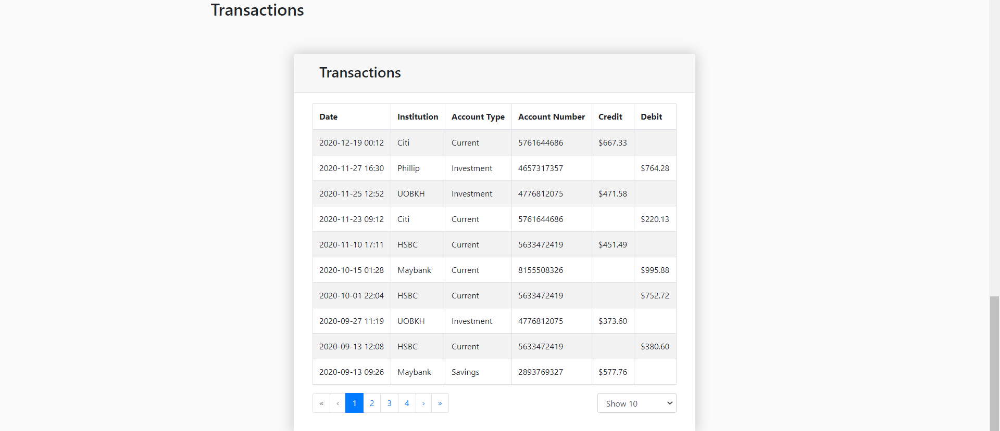 Transactions
Transactions
Date Institution Account Type Account Number Credit Debit
2020-12-19 00:12 Citi Current 5761644686 $667.33
2020-11-27 16:30 Phillip Investment 4657317357 $764.28
2020-11-25 12:52 UOBKH Investment 4776812075 $471.58
2020-11-23 09:12 Citi Current 5761644686 $220.13
2020-11-10 17:11 HSBC Current 5633472419 $451.49
2020-10-15 01:28 Maybank Current 8155508326 $995.88
2020-10-01 22:04 HSBC Current 5633472419 $752.72
2020-09-27 11:19 UOBKH Investment 4776812075 $373.60
2020-09-13 12:08 HSBC Current 5633472419 $380.60
2020-09-13 09:26 Maybank Savings 2893769327 $577.76
« ‹ 1 2 3 4 › » Show 10